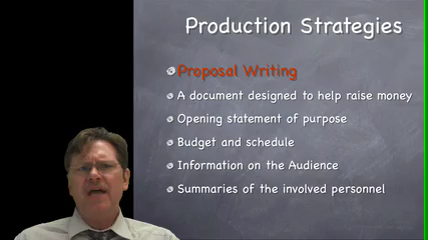 Production Strategies
Proposal Writing
A document designed to help raise money
Opening statement of purpose
Budget and schedule
Information on the Audience
Summaries of the involved personnel